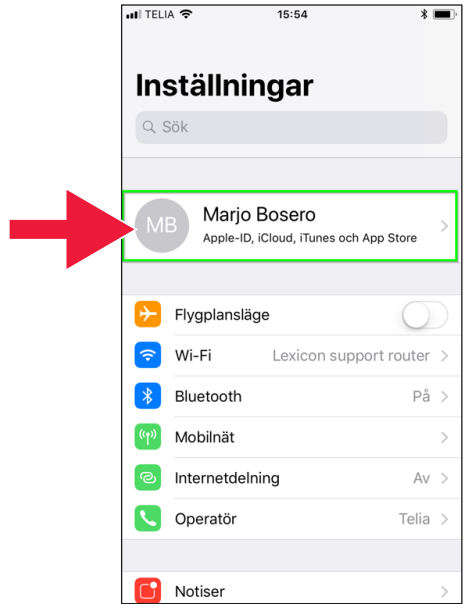 TELIA 15:54
Inställningar
Sök
MB Marjo Bosero
Apple-ID, iCloud, iTunes och App Store
Flygplansläge
Wi-Fi Lexicon support router
Bluetooth På
Mobilnät
Internetdelning Av
Operatör Telia
Notiser